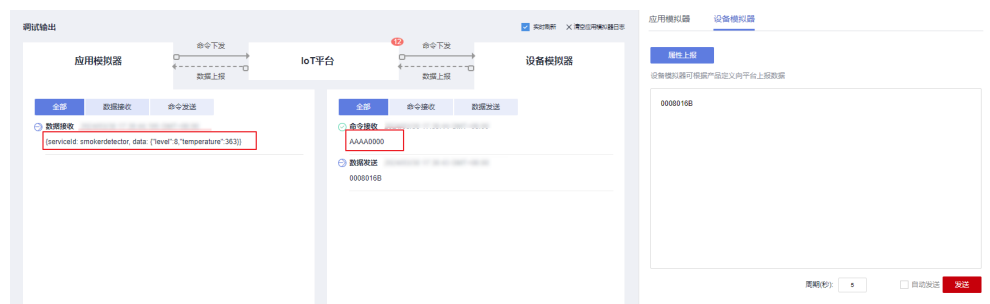 调试输出
实时刷新
清空应用模拟器日志
应用模拟器
命令下发
数据上报
IoT平台
12
命令下发
数据上报
设备模拟器
全部
数据接收
命令发送
数据接收
{serviceId: smokerdetector, data: {"level":8,"temperature":363}}
全部
命令接收
数据发送
命令接收
AAAA0000
数据发送
0008016B
应用模拟器
设备模拟器
属性上报
设备模拟器可根据产品定义向平台上报数据
0008016B
周期(秒):
5
自动发送
发送